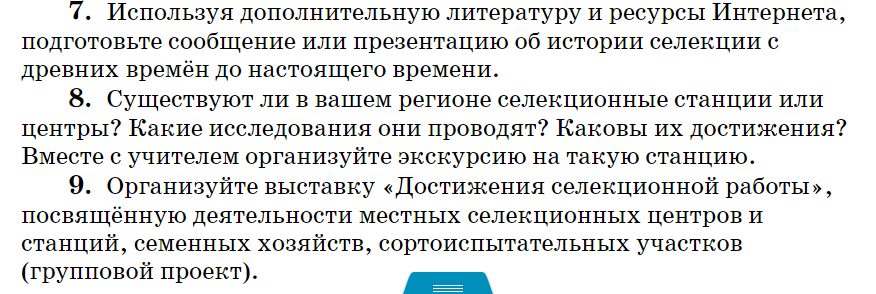 7. Используя дополнительную литературу и ресурсы Интернета,
подготовьте сообщение или презентацию об истории селекции с
древних времён до настоящего времени.
8. Существуют ли в вашем регионе селекционные станции или
центры? Какие исследования они проводят? Каковы их достижения?
Вместе с учителем организуйте экскурсию на такую станцию.
9. Организуйте выставку «Достижения селекционной работы»,
посвящённую деятельности местных селекционных центров и
станций, семенных хозяйств, сортоиспытательных участков
(групповой проект).